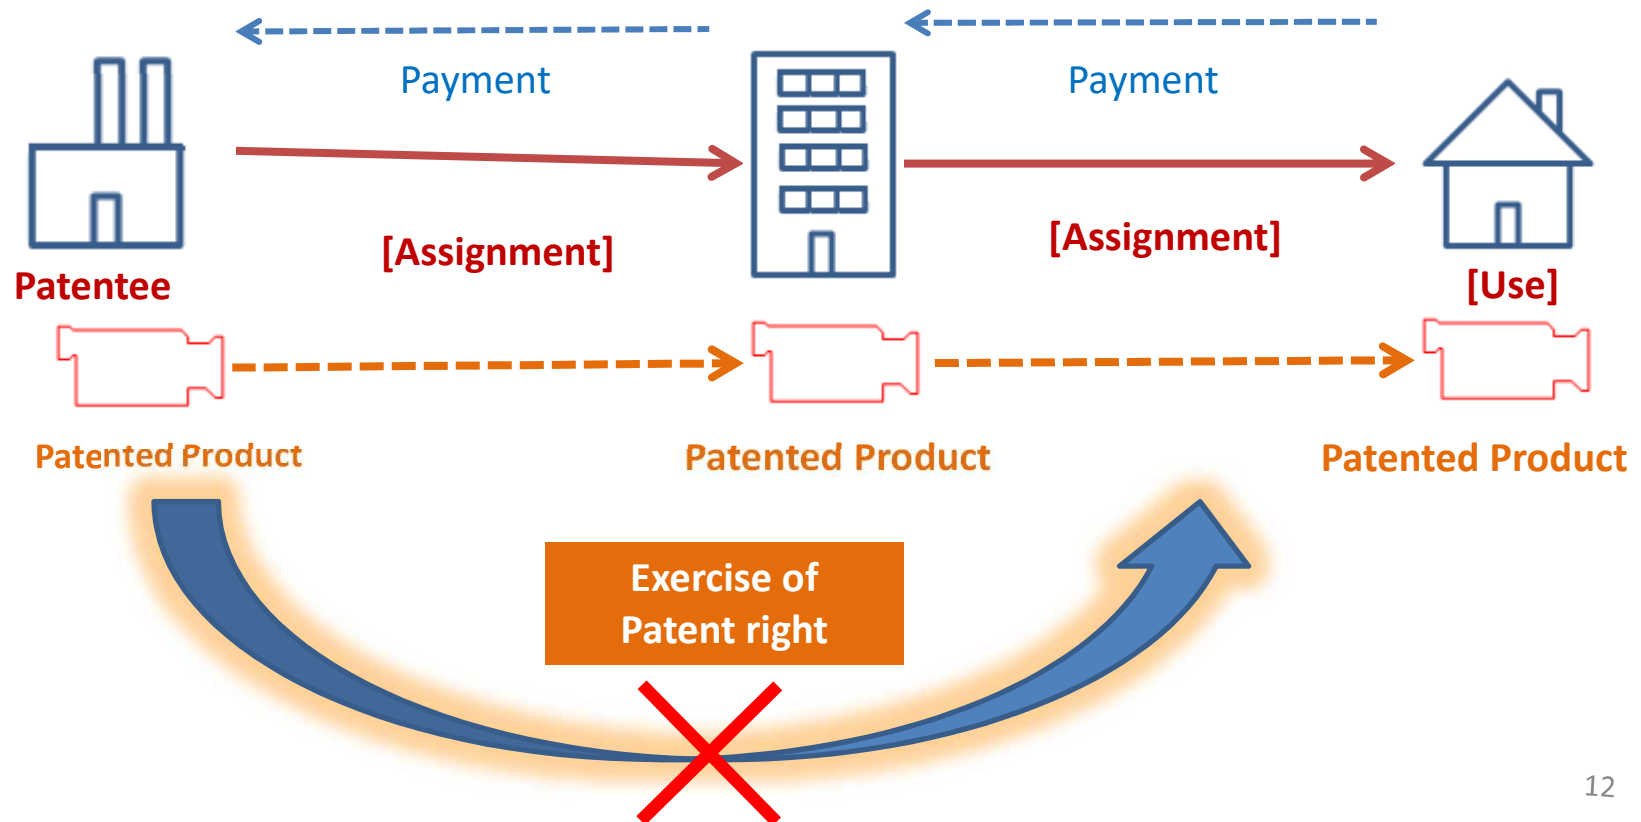 Payment
Payment
[Assignment]
[Assignment]
Patentee
[Use]
Patented Product
Patented Product
Patented Product
Exercise of
Patent right
12